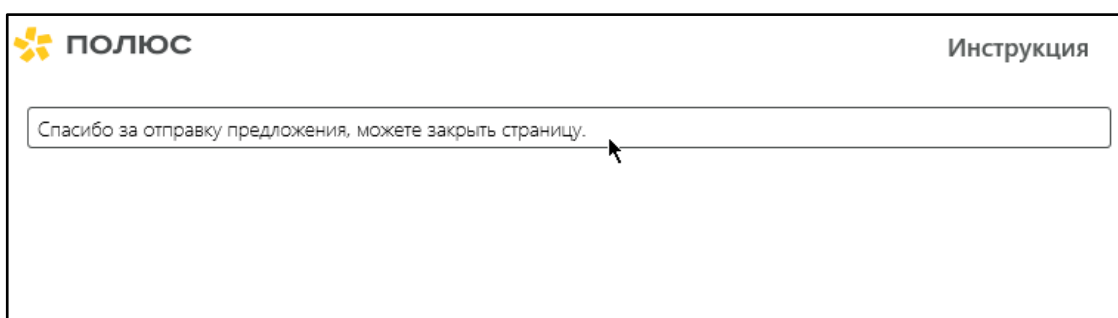 ПОЛЮС
Инструкция
Спасибо за отправку предложения, можете закрыть страницу.